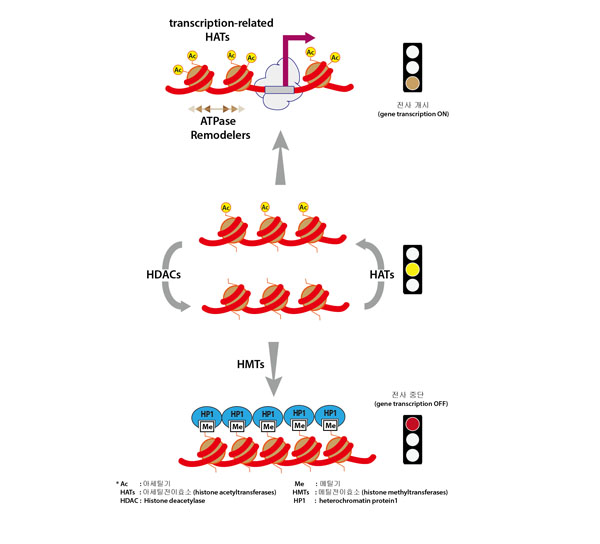 transcription-related
HATs
Ac
Ac
Ac
Ac
Ac
Ac
ATPase
Remodelers
전사 개시
(gene transcription ON)
Ac
Ac
Ac
HDACs
HATs
HMTs
전사 중단
(gene transcription OFF)
HP1 HP1 HP1 HP1 HP1
Me Me Me Me Me
* Ac : 아세틸기
HATs : 아세틸전이효소 (histone acetyltransferases)
HDAC : Histone deacetylase
Me : 메틸기
HMTs : 메틸전이효소 (histone methyltransferases)
HP1 : heterochromatin protein1